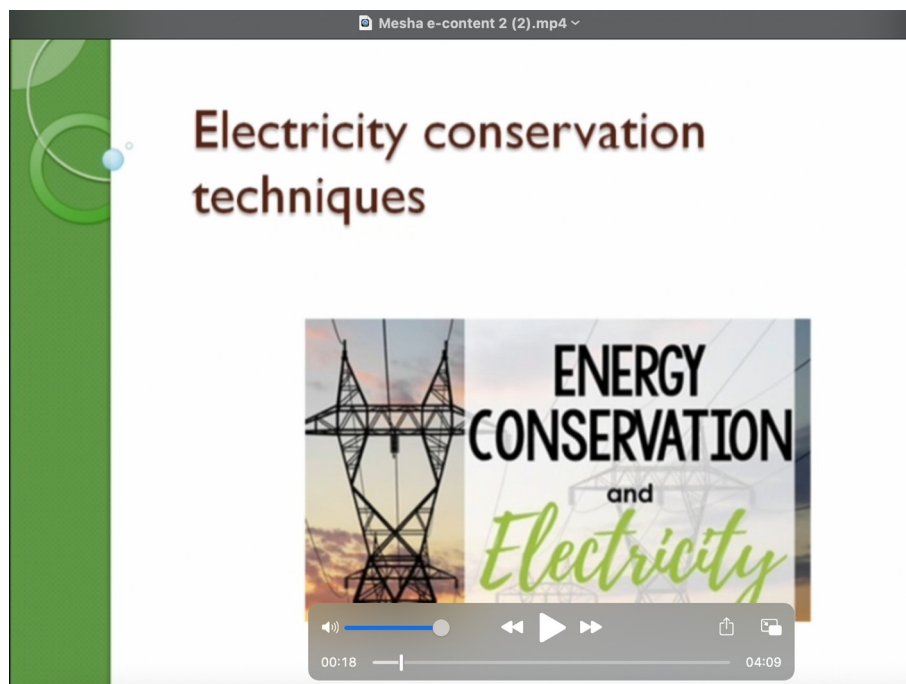 Mesha e-content 2 (2).mp4
Electricity conservation
techniques
ENERGY
CONSERVATION
and
Electricity
00:18
04:09